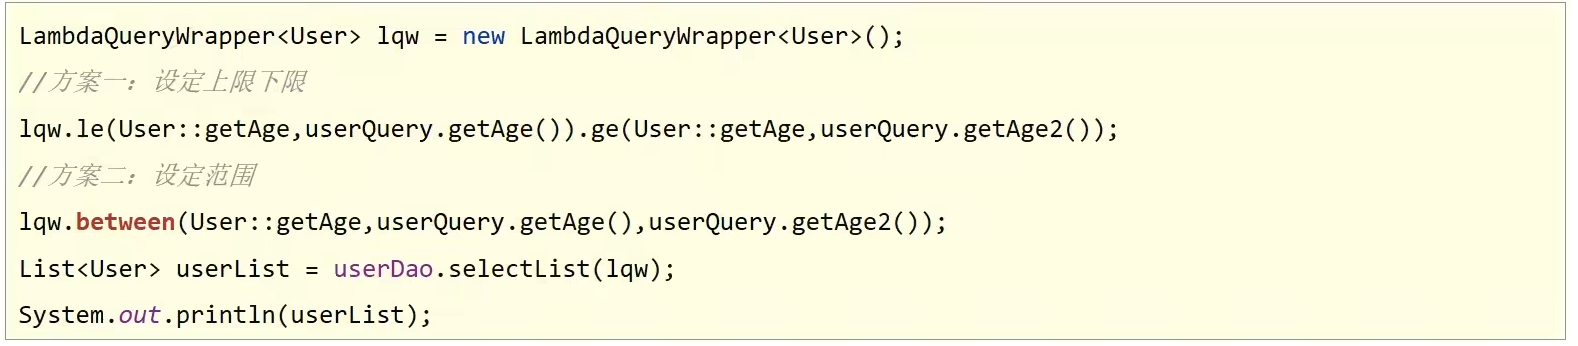 LambdaQueryWrapper<User> lqw = new LambdaQueryWrapper<User>();
//方案一：设定上限下限
lqw.le(User::getAge,userQuery.getAge()).ge(User::getAge,userQuery.getAge2());
//方案二：设定范围
lqw.between(User::getAge,userQuery.getAge(),userQuery.getAge2());
List<User> userList = userDao.selectList(lqw);
System.out.println(userList);